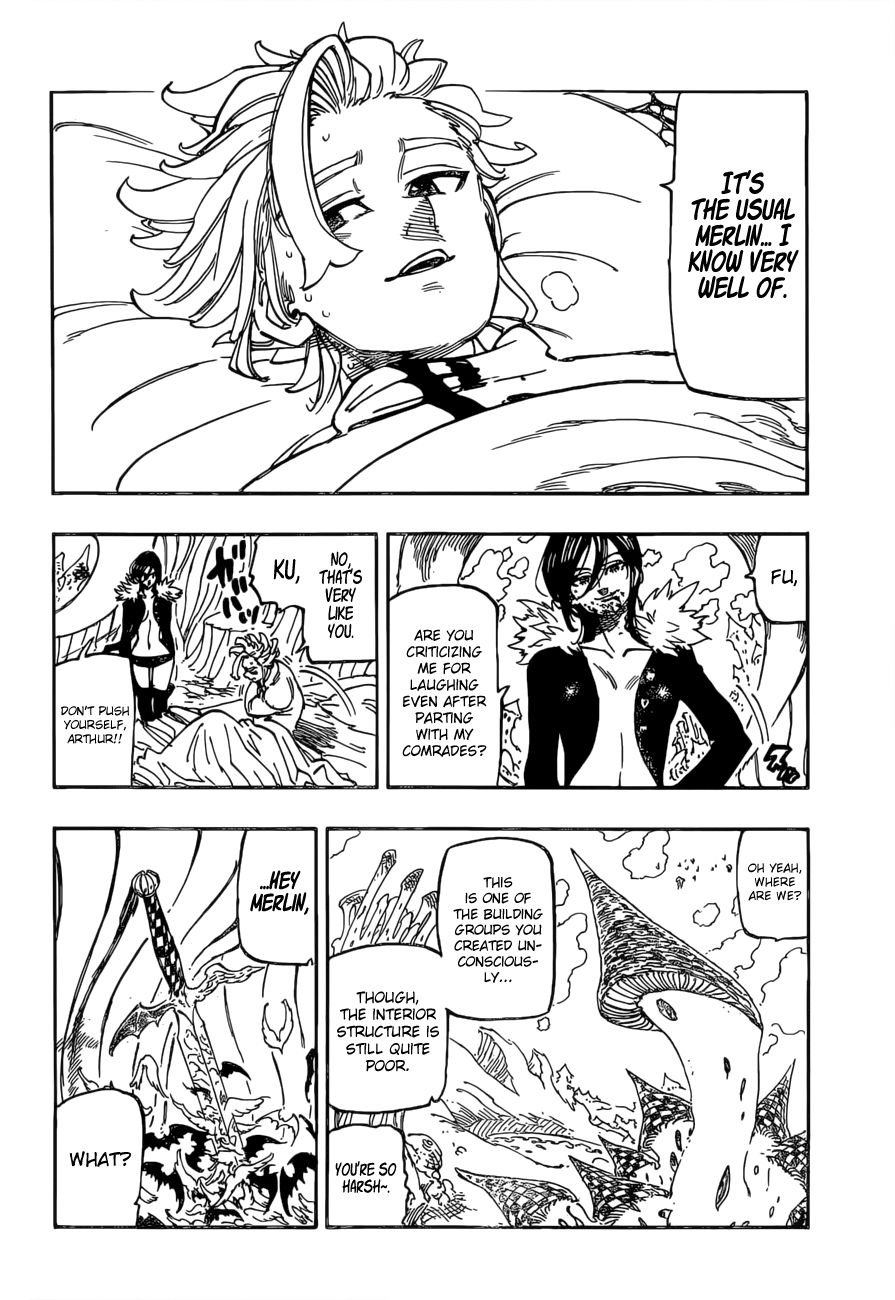 IT'S
THE USUAL
MERLIN... I
KNOW VERY
WELL OF.
FU,
ARE YOU
CRITICIZING
ME FOR
LAUGHING
EVEN AFTER
PARTING
WITH MY
COMRADES?
NO,
THAT'S
VERY
LIKE
YOU.
KU,
DON'T PUSH
YOURSELF,
ARTHUR!!
OH YEAH,
WHERE
ARE WE?
THIS
IS ONE OF
THE BUILDING
GROUPS YOU
CREATED UN-
CONSCIOUS-
LY...
THOUGH,
THE INTERIOR
STRUCTURE IS
STILL QUITE
POOR.
YOU'RE SO
HARSH~.
...HEY
MERLIN,
WHAT?